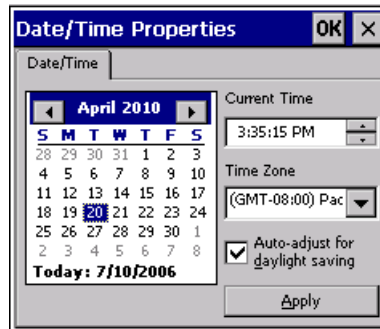 Date/Time Properties OK ×
Date/Time
April 2010
S M T W T F S
28 29 30 31 1 2 3
4 5 6 7 8 9 10
11 12 13 14 15 16 17
18 19 20 21 22 23 24
25 26 27 28 29 30 1
2 3 4 5 6 7 8
Today: 7/10/2006
Current Time
3:35:15 PM
Time Zone
(GMT-08:00) Pac
Auto-adjust for
daylight saving
Apply